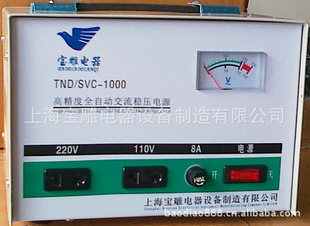 宝雕电器
BAODIAODIANQI
TND/SVC-1000
高精度全自动交流稳压电源
上海宝雕电器设备制造有限公司
220V 110V 8A 电源
开 关
上海宝雕电器设备制造有限公司
baodiao888.cn.alibaba.com